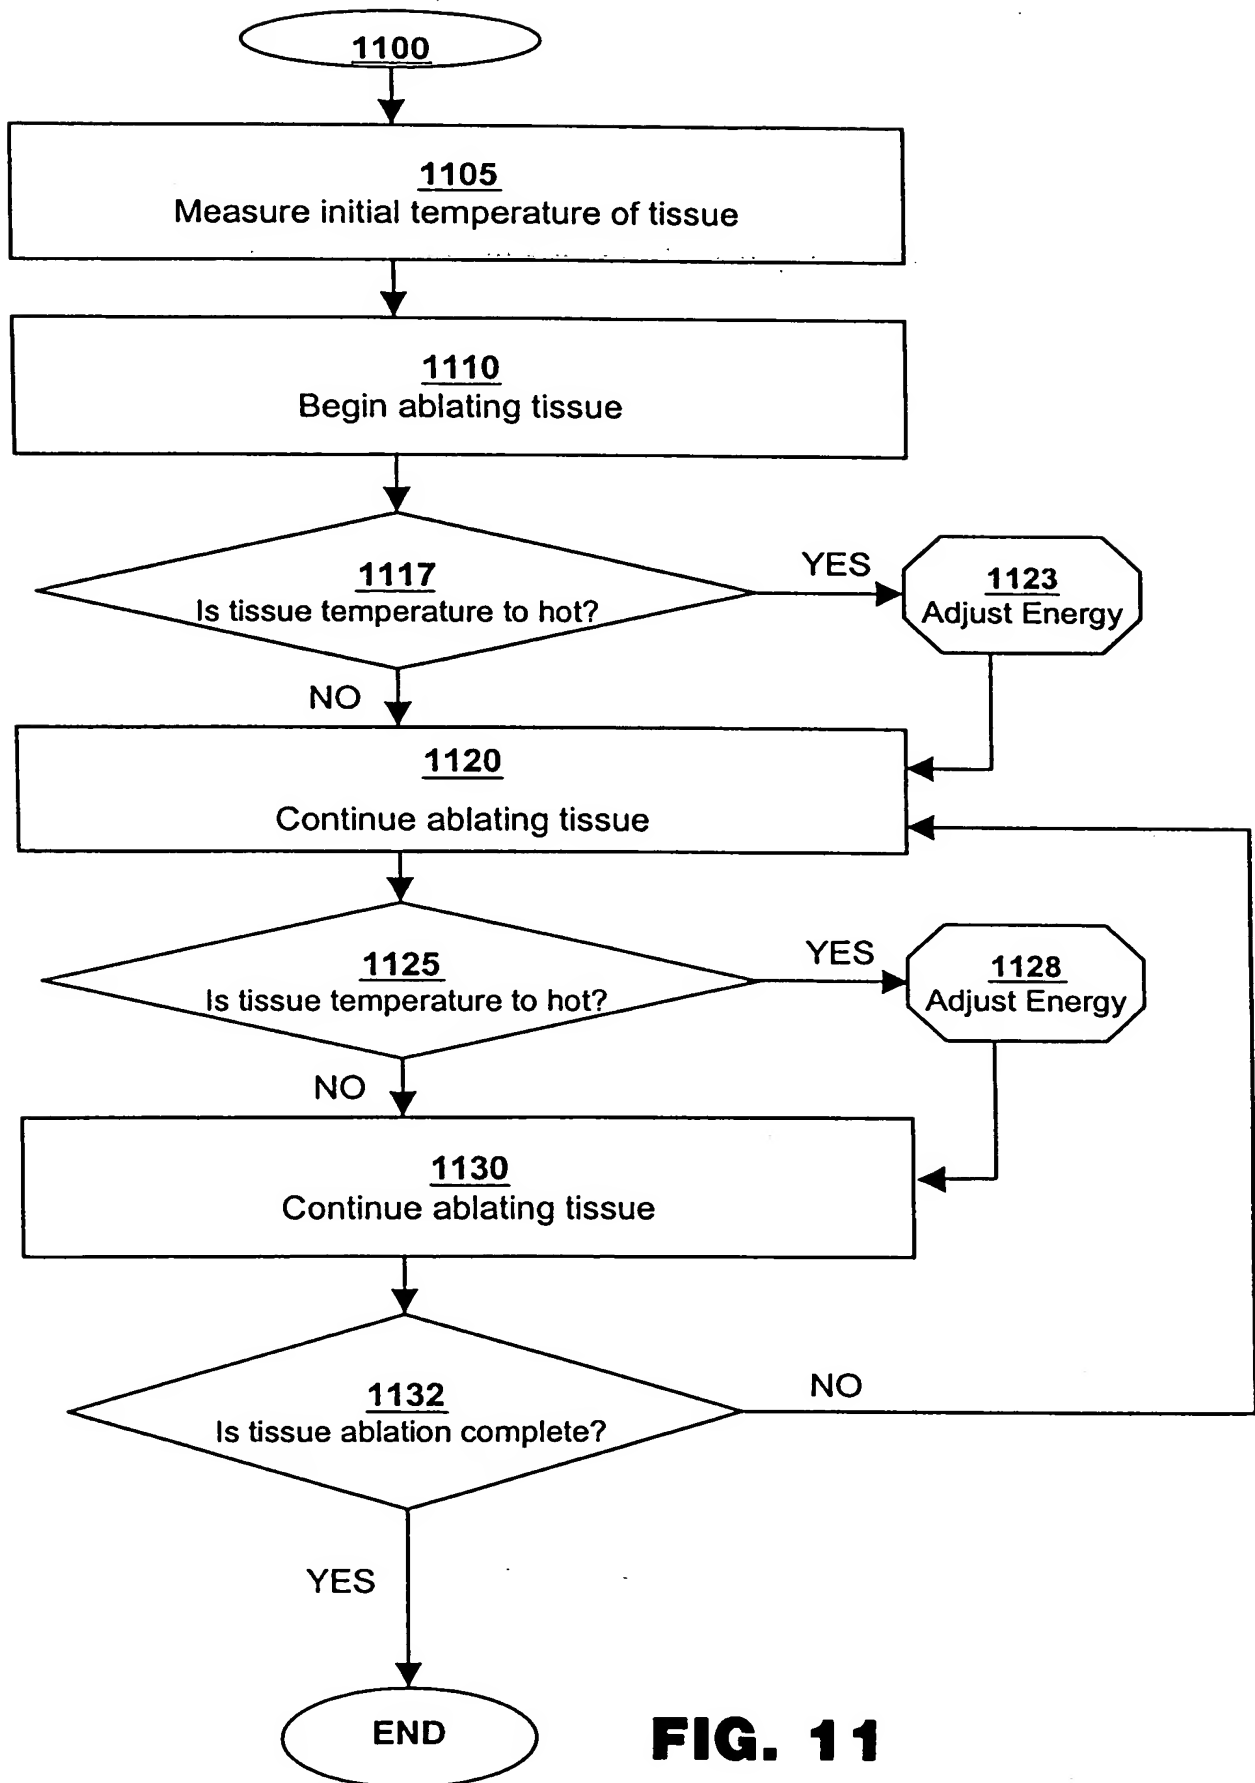 1100
1105
Measure initial temperature of tissue
1110
Begin ablating tissue
1117
Is tissue temperature to hot?
YES
1123
Adjust Energy
NO
1120
Continue ablating tissue
1125
Is tissue temperature to hot?
YES
1128
Adjust Energy
NO
1130
Continue ablating tissue
1132
Is tissue ablation complete?
NO
YES
END
FIG. 11